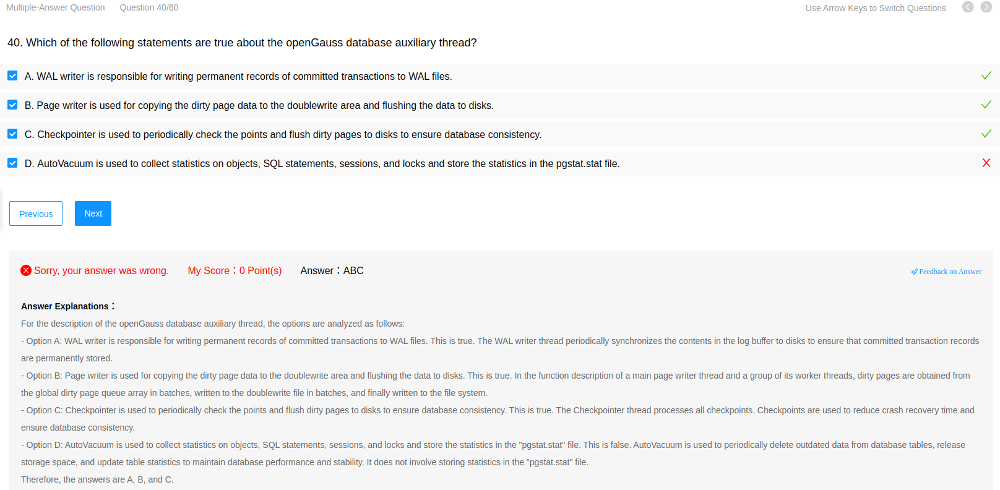 Multiple-Answer Question Question 40/60 Use Arrow Keys to Switch Questions
40. Which of the following statements are true about the openGauss database auxiliary thread?
A. WAL writer is responsible for writing permanent records of committed transactions to WAL files.
B. Page writer is used for copying the dirty page data to the doublewrite area and flushing the data to disks.
C. Checkpointer is used to periodically check the points and flush dirty pages to disks to ensure database consistency.
D. AutoVacuum is used to collect statistics on objects, SQL statements, sessions, and locks and store the statistics in the pgstat.stat file.
Previous Next
Sorry, your answer was wrong. My Score：0 Point(s) Answer：ABC Feedback on Answer
Answer Explanations：
For the description of the openGauss database auxiliary thread, the options are analyzed as follows:
- Option A: WAL writer is responsible for writing permanent records of committed transactions to WAL files. This is true. The WAL writer thread periodically synchronizes the contents in the log buffer to disks to ensure that committed transaction records
are permanently stored.
- Option B: Page writer is used for copying the dirty page data to the doublewrite area and flushing the data to disks. This is true. In the function description of a main page writer thread and a group of its worker threads, dirty pages are obtained from
the global dirty page queue array in batches, written to the doublewrite file in batches, and finally written to the file system.
- Option C: Checkpointer is used to periodically check the points and flush dirty pages to disks to ensure database consistency. This is true. The Checkpointer thread processes all checkpoints. Checkpoints are used to reduce crash recovery time and
ensure database consistency.
- Option D: AutoVacuum is used to collect statistics on objects, SQL statements, sessions, and locks and store the statistics in the "pgstat.stat" file. This is false. AutoVacuum is used to periodically delete outdated data from database tables, release
storage space, and update table statistics to maintain database performance and stability. It does not involve storing statistics in the "pgstat.stat" file.
Therefore, the answers are A, B, and C.